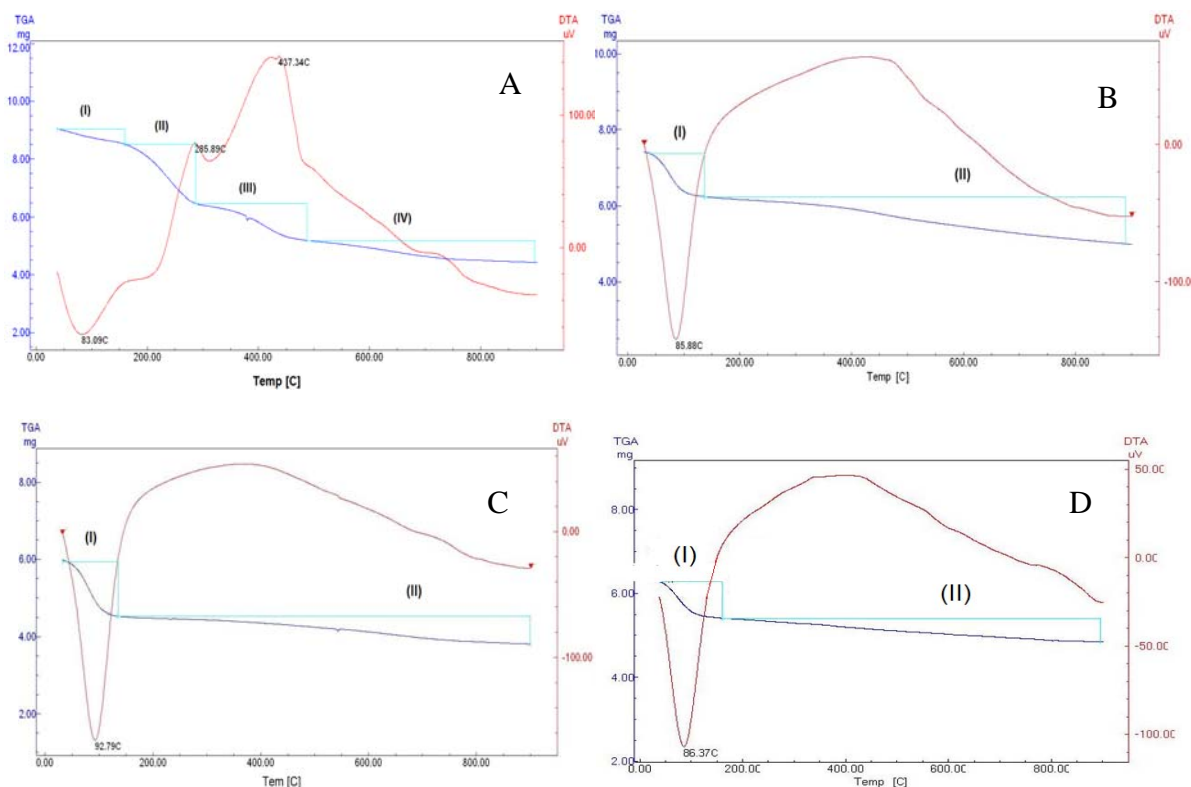 TGA
mg
DTA
uV
12.00
10.00
8.00
6.00
4.00
2.00
100.00
0.00
(I)
(II)
(III)
(IV)
A
437.34C
285.89C
83.09C
0.00 200.00 400.00 600.00 800.00
Temp [C]
TGA
mg
DTA
uV
10.00
8.00
6.00
4.00
0.00
-100.00
(I)
(II)
B
85.88C
0.00 200.00 400.00 600.00 800.00
Temp [C]
TGA
mg
DTA
uV
8.00
6.00
4.00
2.00
0.00
-100.00
(I)
(II)
C
92.79C
0.00 200.00 400.00 600.00 800.00
Tem [C]
TGA
mg
DTA
uV
8.00
6.00
4.00
2.00
50.00
0.00
-50.00
-100.00
(I)
(II)
D
86.37C
0.00 200.00 400.00 600.00 800.00
Temp [C]